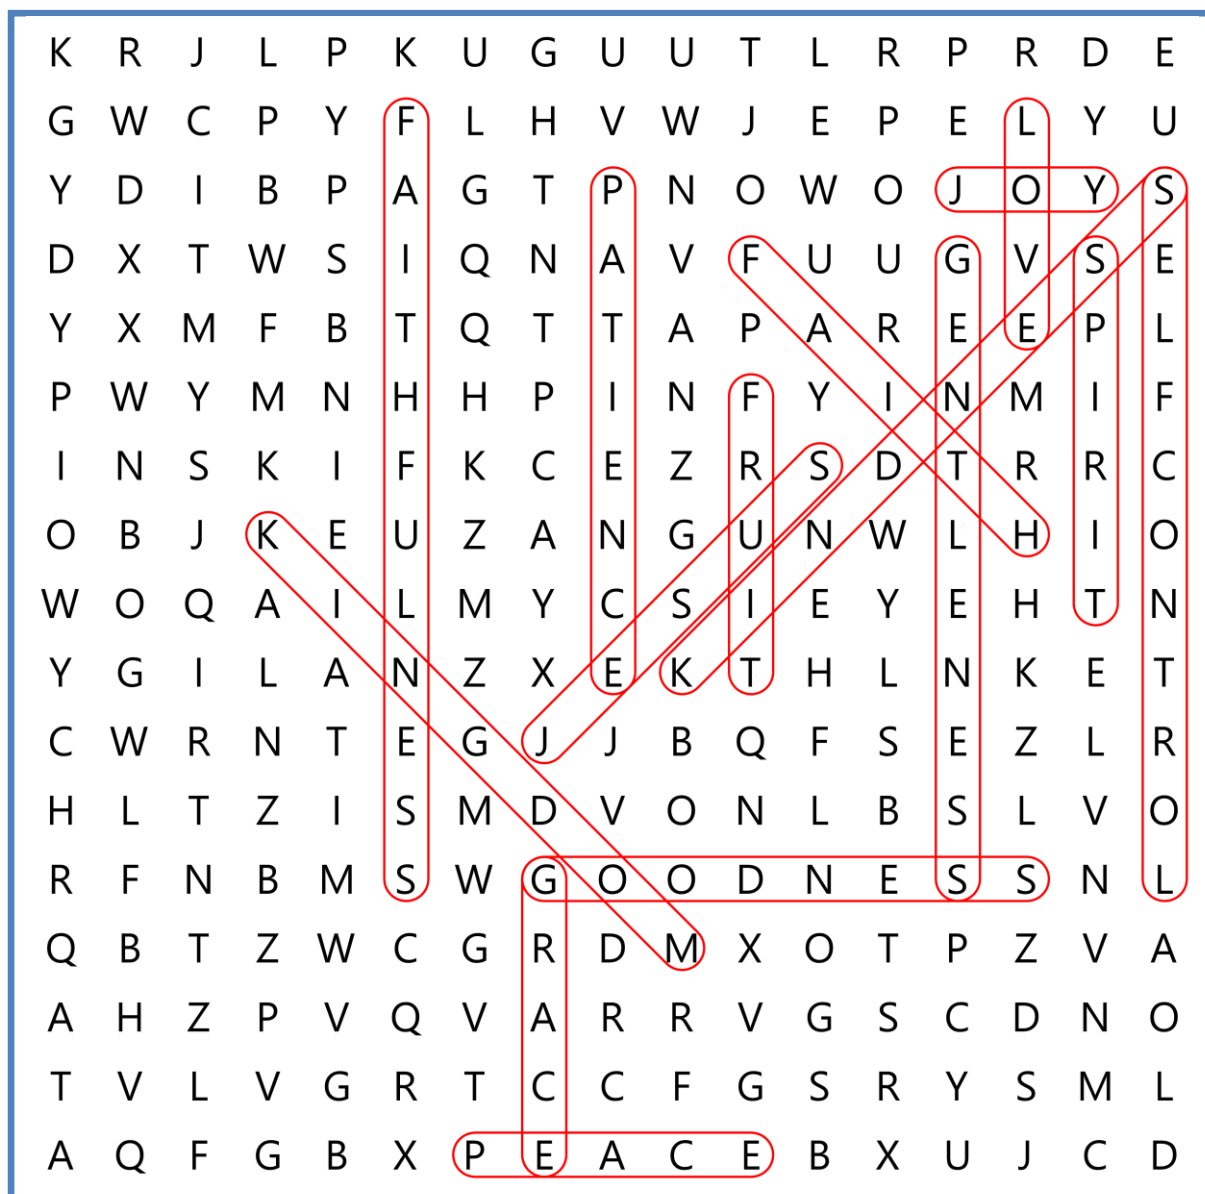 K R J L P K U G U U T L R P R D E
G W C P Y F L H V W J E P E L Y U
Y D I B P A G T P N O W O J O Y S
D X T W S I Q N A V F U U G V S E
Y X M F B T Q T T A P A R E E P L
P W Y M N H H P I N F Y I N M I F
I N S K I F K C E Z R S D T R R C
O B J K E U Z A N G U N W L H I O
W O Q A I L M Y C S I E Y E H T N
Y G I L A N Z X E K T H L N K E T
C W R N T E G J J B Q F S E Z L R
H L T Z I S M D V O N L B S L V O
R F N B M S W G O O D N E S S N L
Q B T Z W C G R D M X O T P Z V A
A H Z P V Q V A R R V G S C D N O
T V L V G R T C C F G S R Y S M L
A Q F G B X P E A C E B X U J C D